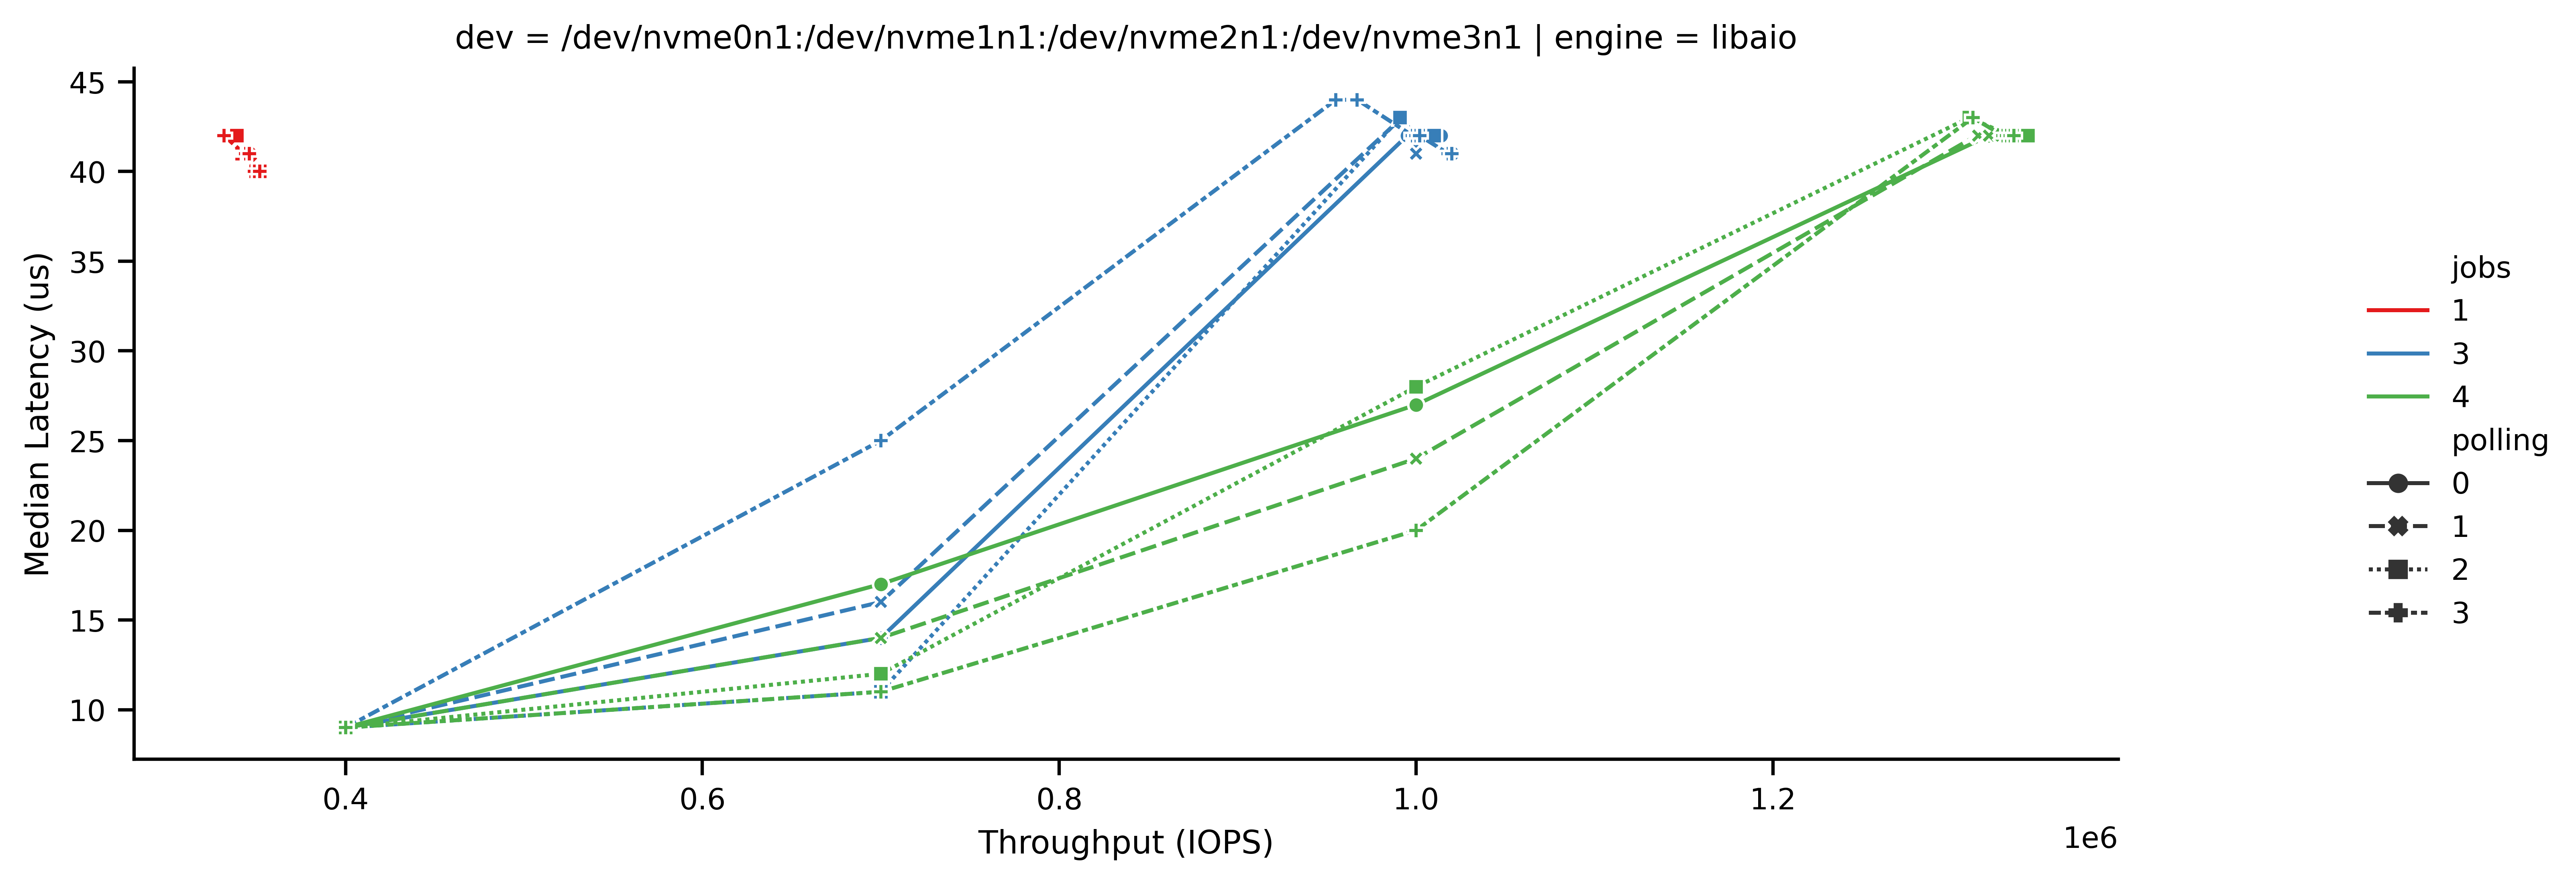 dev = /dev/nvme0n1:/dev/nvme1n1:/dev/nvme2n1:/dev/nvme3n1 | engine = libaio
45
40
35
30
25
20
15
10
Median Latency (us)
0.4 0.6 0.8 1.0 1.2
1e6
Throughput (IOPS)
jobs
1
3
4
polling
0
1
2
3